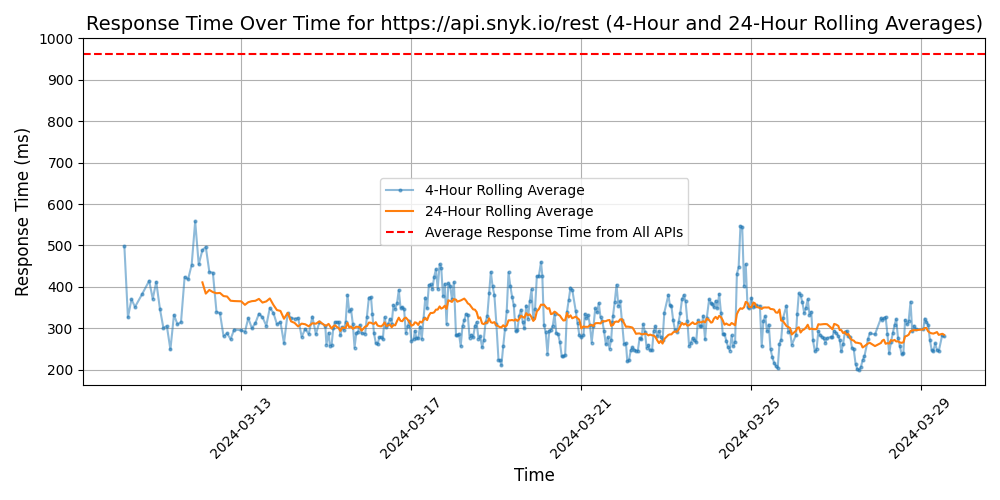 Response Time Over Time for https://api.snyk.io/rest (4-Hour and 24-Hour Rolling Averages)
1000
900
800
700
600
500
400
300
200
Response Time (ms)
4-Hour Rolling Average
24-Hour Rolling Average
Average Response Time from All APIs
2024-03-13
2024-03-17
2024-03-21
2024-03-25
2024-03-29
Time